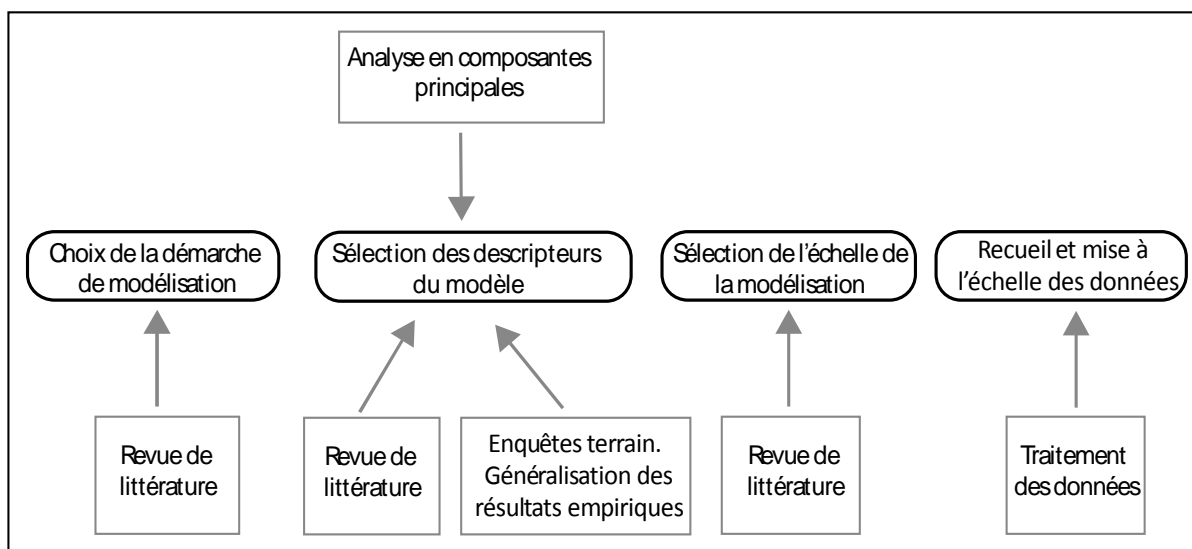 Analyse en composantes
principales
Choix de la démarche
de modélisation
Sélection des descripteurs
du modèle
Sélection de l'échelle de
la modélisation
Recueil et mise à
l'échelle des données
Revue de
littérature
Revue de
littérature
Enquêtes terrain.
Généralisation des
résultats empiriques
Revue de
littérature
Traitement
des données